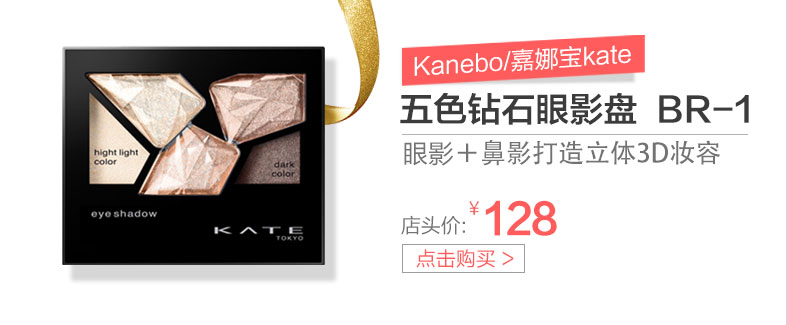 hight light
color
dark
color
eye shadow
KATE
TOKYO
Kanebo/嘉娜宝kate
五色钻石眼影盘 BR-1
眼影＋鼻影打造立体3D妆容
店头价: ¥128
点击购买 >